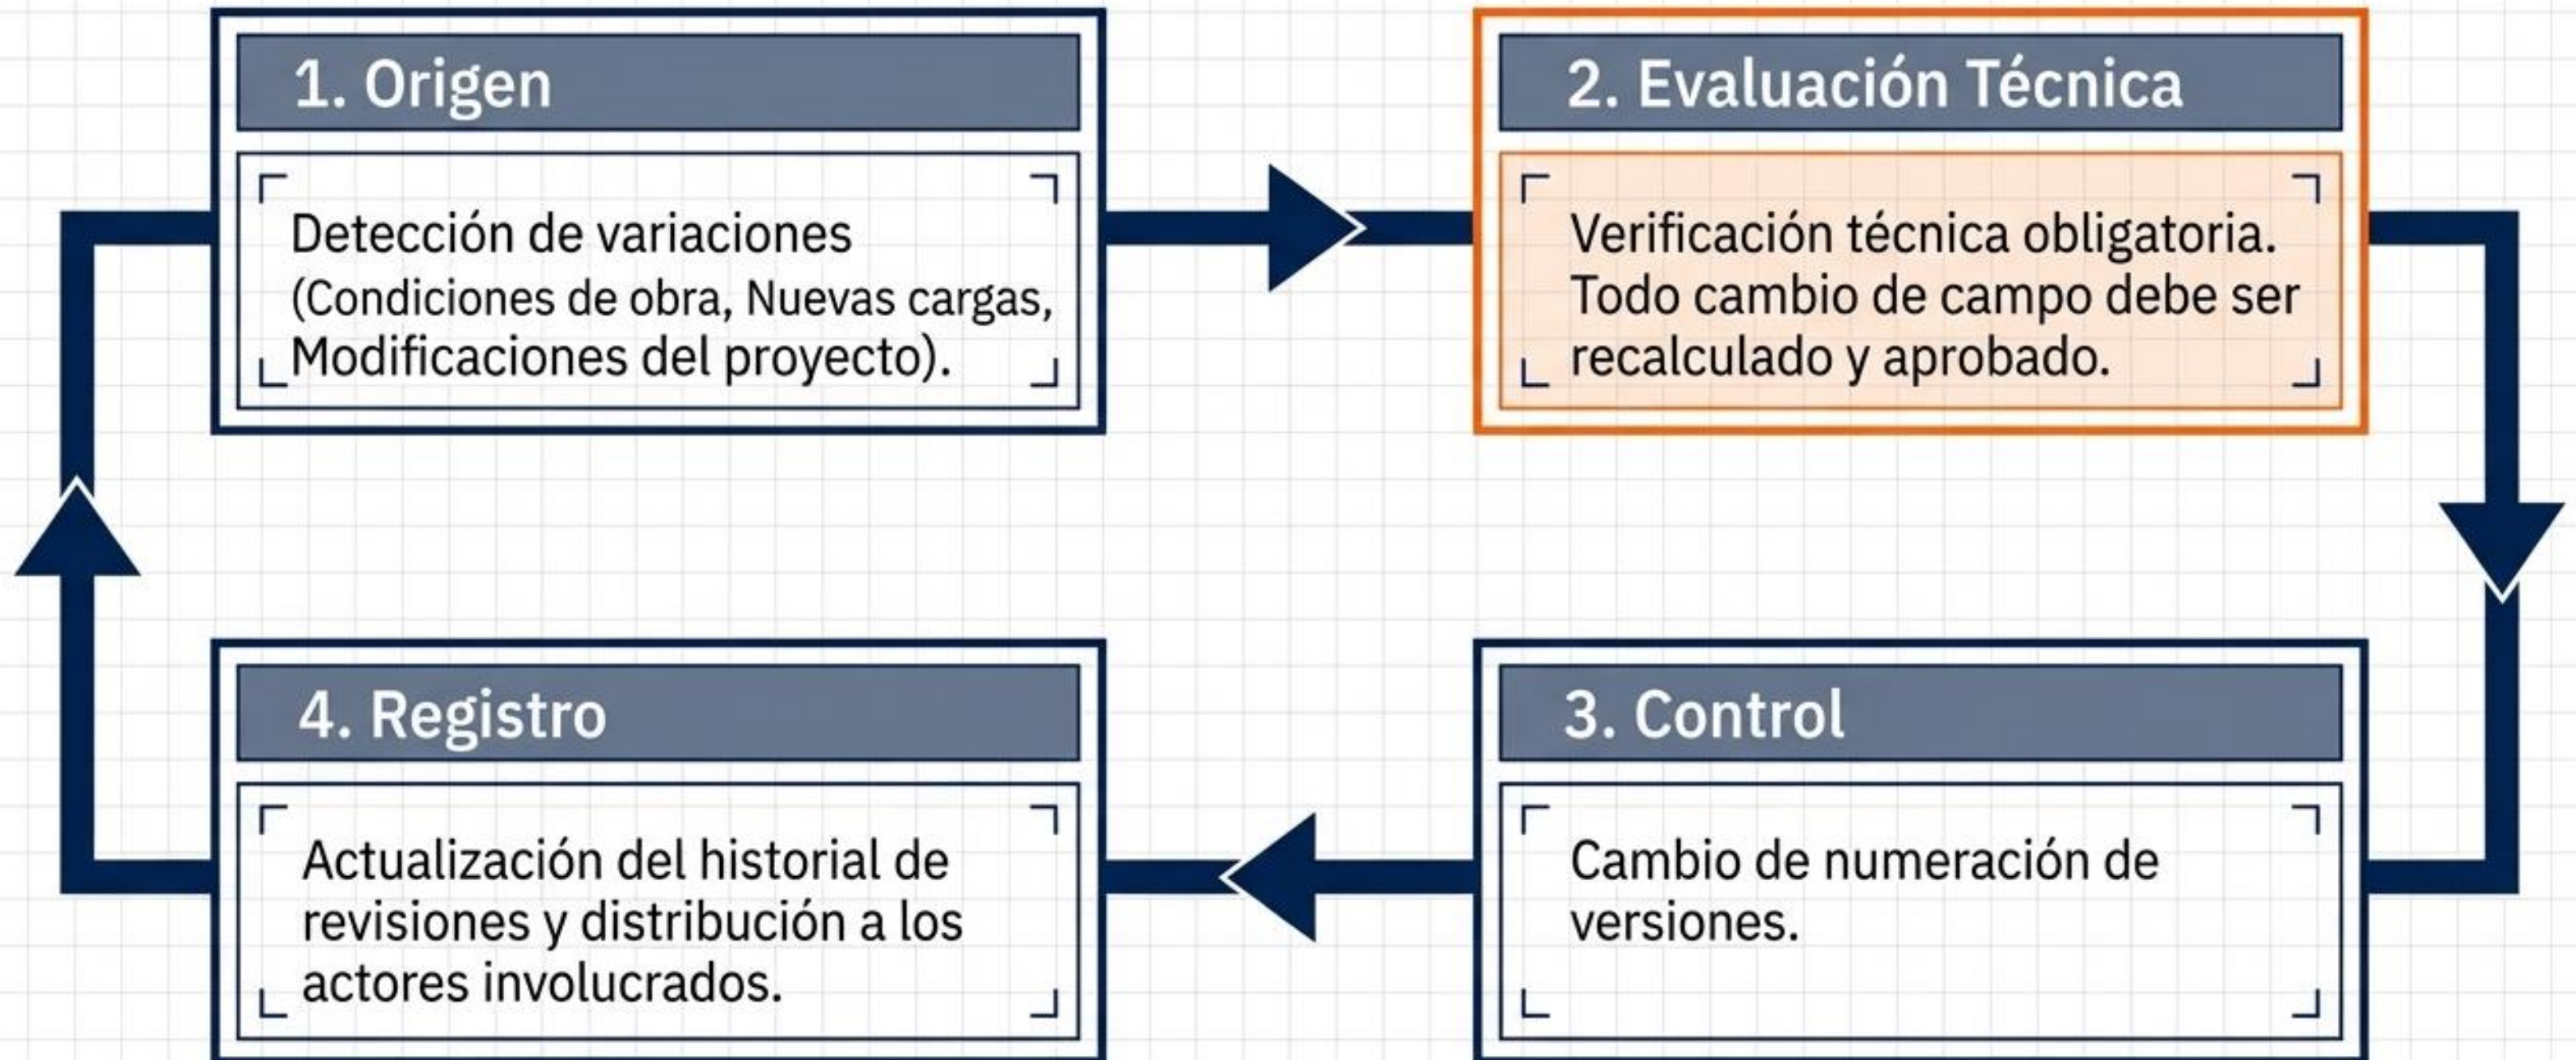 1. Origen
Detección de variaciones
(Condiciones de obra, Nuevas cargas,
Modificaciones del proyecto).
2. Evaluación Técnica
Verificación técnica obligatoria.
Todo cambio de campo debe ser
recalculado y aprobado.
3. Control
Cambio de numeración de
versiones.
4. Registro
Actualización del historial de
revisiones y distribución a los
actores involucrados.